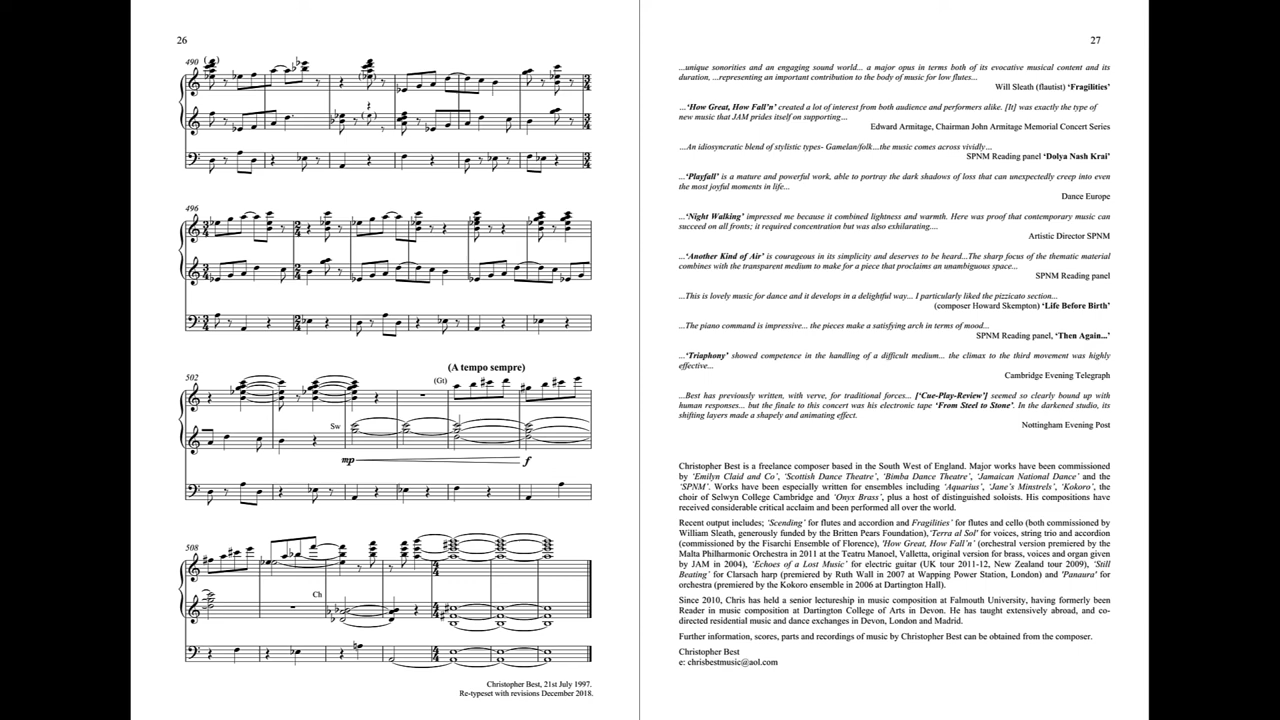 26
490
496
502
(A tempo sempre)
(Gt)
Sw
mp
f
508
Ch
Christopher Best, 21st July 1997.
Re-typeset with revisions December 2018.
27
...unique sonorities and an engaging sound world... a major opus in terms both of its evocative musical content and its
duration, ...representing an important contribution to the body of music for low flutes...
Will Sleath (flautist) ‘Fragilities’
...‘How Great, How Fall'n’ created a lot of interest from both audience and performers alike. [It] was exactly the type of
new music that JAM prides itself on supporting...
Edward Armitage, Chairman John Armitage Memorial Concert Series
...An idiosyncratic blend of stylistic types- Gamelan/folk...the music comes across vividly...
SPNM Reading panel ‘Dolya Nash Krai’
...‘Playfall’ is a mature and powerful work, able to portray the dark shadows of loss that can unexpectedly creep into even
the most joyful moments in life...
Dance Europe
...‘Night Walking’ impressed me because it combined lightness and warmth. Here was proof that contemporary music can
succeed on all fronts; it required concentration but was also exhilarating....
Artistic Director SPNM
...‘Another Kind of Air’ is courageous in its simplicity and deserves to be heard...The sharp focus of the thematic material
combines with the transparent medium to make for a piece that proclaims an unambiguous space...
SPNM Reading panel
...This is lovely music for dance and it develops in a delightful way... I particularly liked the pizzicato section...
(composer Howard Skempton) ‘Life Before Birth’
...The piano command is impressive... the pieces make a satisfying arch in terms of mood...
SPNM Reading panel, ‘Then Again...’
...‘Triaphony’ showed competence in the handling of a difficult medium... the climax to the third movement was highly
effective...
Cambridge Evening Telegraph
...Best has previously written, with verve, for traditional forces... [‘Cue-Play-Review’] seemed so clearly bound up with
human responses... but the finale to this concert was his electronic tape ‘From Steel to Stone’. In the darkened studio, its
shifting layers made a shapely and animating effect.
Nottingham Evening Post
Christopher Best is a freelance composer based in the South West of England. Major works have been commissioned
by ‘Emilyn Claid and Co’, ‘Scottish Dance Theatre’, ‘Bimba Dance Theatre’, ‘Jamaican National Dance’ and the
‘SPNM’. Works have been especially written for ensembles including ‘Aquarius’, ‘Jane’s Minstrels’, ‘Kokoro’, the
choir of Selwyn College Cambridge and ‘Onyx Brass’, plus a host of distinguished soloists. His compositions have
received considerable critical acclaim and been performed all over the world.
Recent output includes; ‘Scending’ for flutes and accordion and Fragilities’ for flutes and cello (both commissioned by
William Sleath, generously funded by the Britten Pears Foundation),‘Terra al Sol’ for voices, string trio and accordion
(commissioned by the Fisarchi Ensemble of Florence), ‘How Great, How Fall’n’ (orchestral version premiered by the
Malta Philharmonic Orchestra in 2011 at the Teatru Manoel, Valletta, original version for brass, voices and organ given
by JAM in 2004), ‘Echoes of a Lost Music’ for electric guitar (UK tour 2011-12, New Zealand tour 2009), ‘Still
Beating’ for Clarsach harp (premiered by Ruth Wall in 2007 at Wapping Power Station, London) and ‘Panaura’ for
orchestra (premiered by the Kokoro ensemble in 2006 at Dartington Hall).
Since 2010, Chris has held a senior lectureship in music composition at Falmouth University, having formerly been
Reader in music composition at Dartington College of Arts in Devon. He has taught extensively abroad, and co-
directed residential music and dance exchanges in Devon, London and Madrid.
Further information, scores, parts and recordings of music by Christopher Best can be obtained from the composer.
Christopher Best
e: chrisbestmusic@aol.com